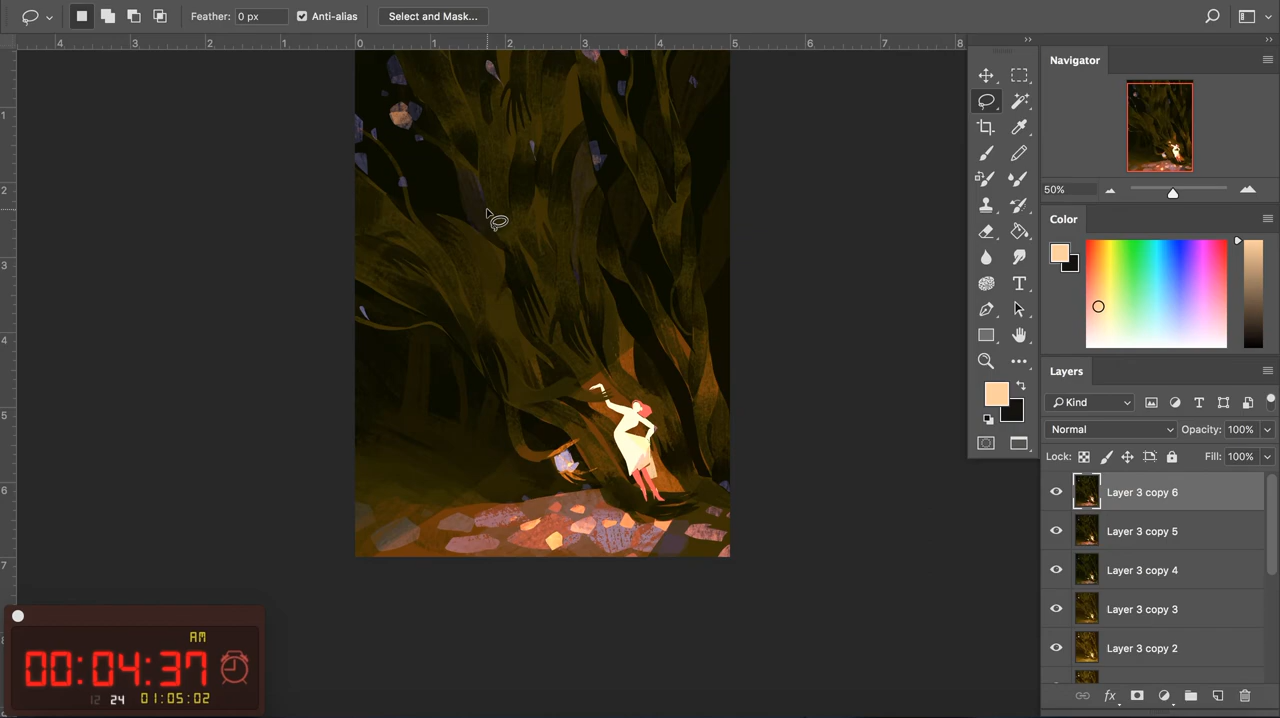 Feather: 0 px Anti-alias Select and Mask...
4 3 2 1 0 1 2 3 4 5 6 7 8
1
2
3
4
5
6
7
Navigator
50%
Color
Layers
Kind
Normal Opacity: 100%
Lock: Fill: 100%
Layer 3 copy 6
Layer 3 copy 5
Layer 3 copy 4
Layer 3 copy 3
Layer 3 copy 2
fx
AM
00:04:37
12 24 01:05:02